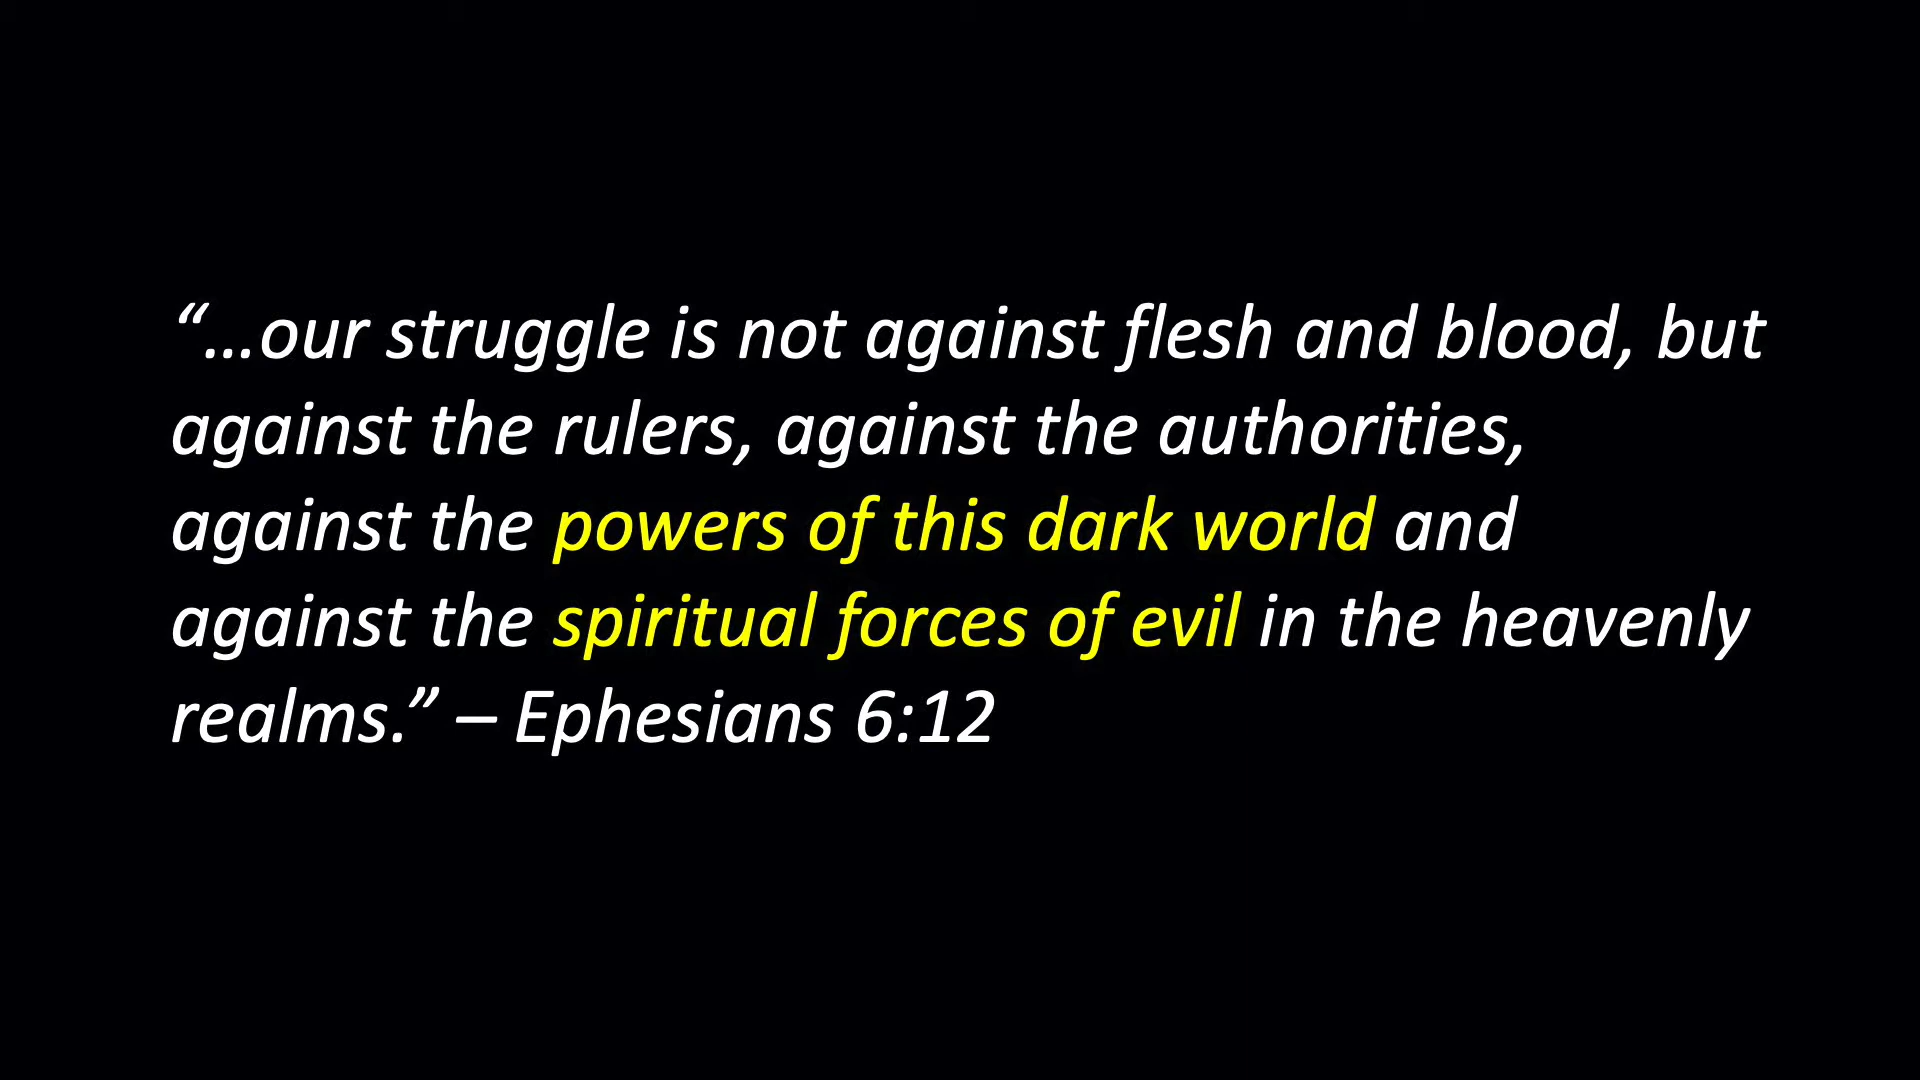 “…our struggle is not against flesh and blood, but
against the rulers, against the authorities,
against the powers of this dark world and
against the spiritual forces of evil in the heavenly
realms.” – Ephesians 6:12